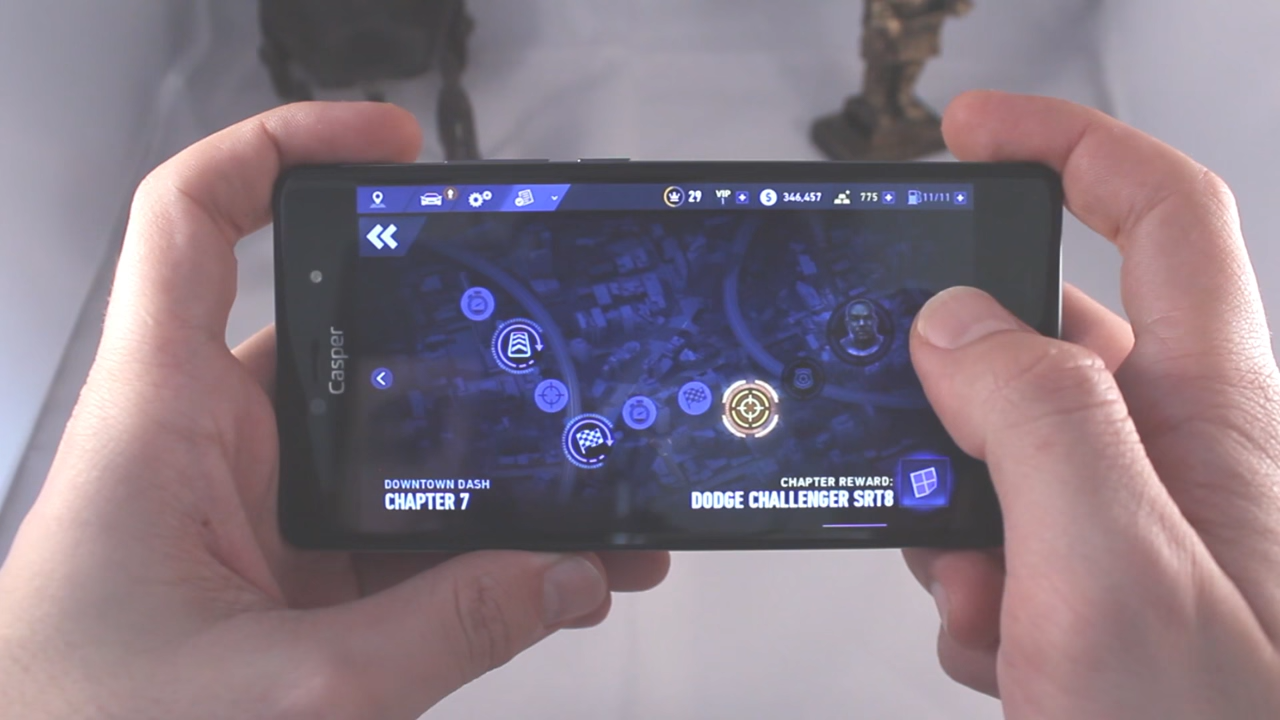 Casper
29
VIP
346,457
775
11/11
DOWNTOWN DASH
CHAPTER 7
CHAPTER REWARD:
DODGE CHALLENGER SRT8